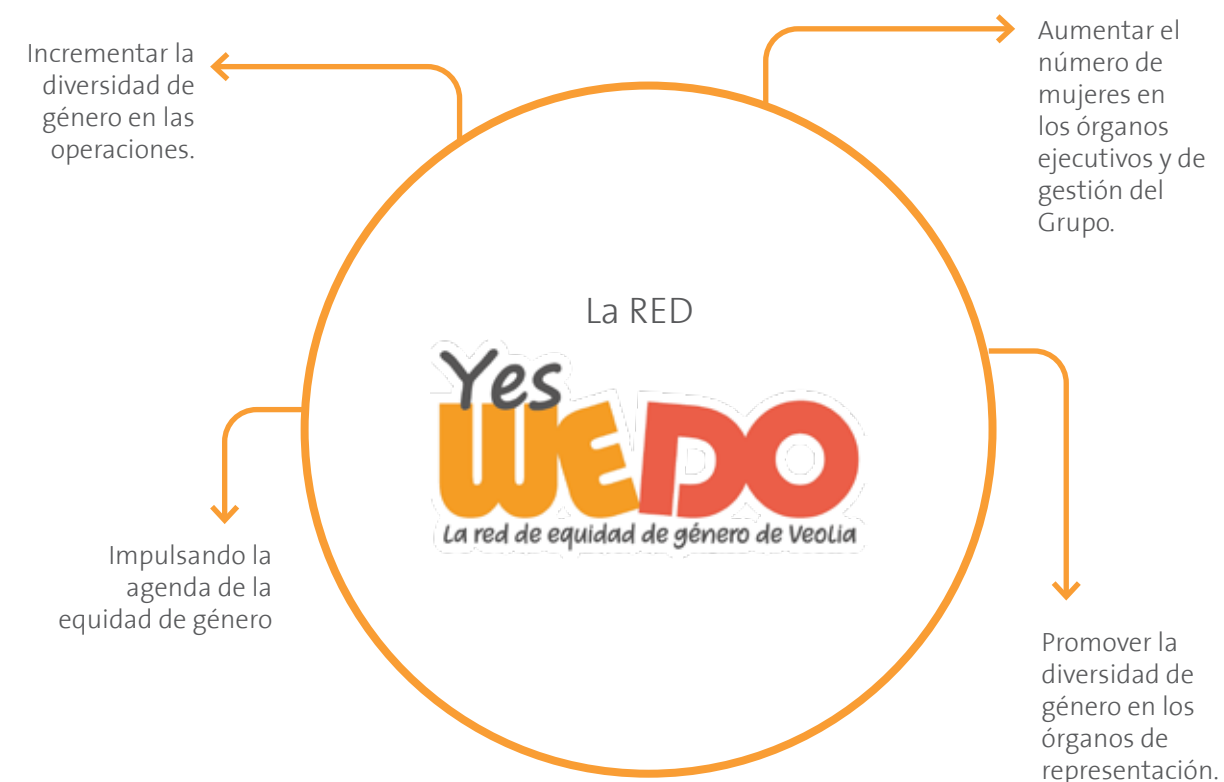 Incrementar la
diversidad de
género en las
operaciones.
Aumentar el
número de
mujeres en
los órganos
ejecutivos y de
gestión del
Grupo.
La RED
Yes
WEDO
La red de equidad de género de Veolia
Impulsando la
agenda de la
equidad de género
Promover la
diversidad de
género en los
órganos de
representación.